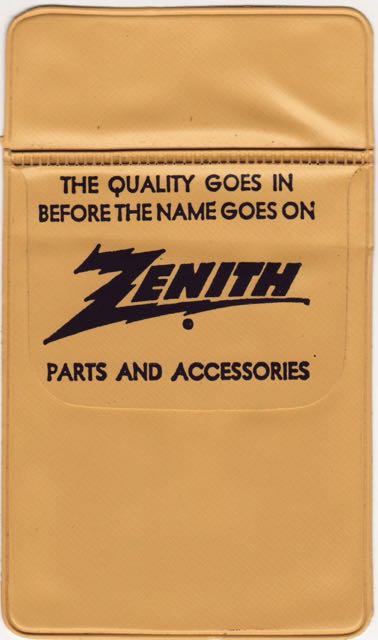 THE QUALITY GOES IN
BEFORE THE NAME GOES ON
ZENITH
PARTS AND ACCESSORIES